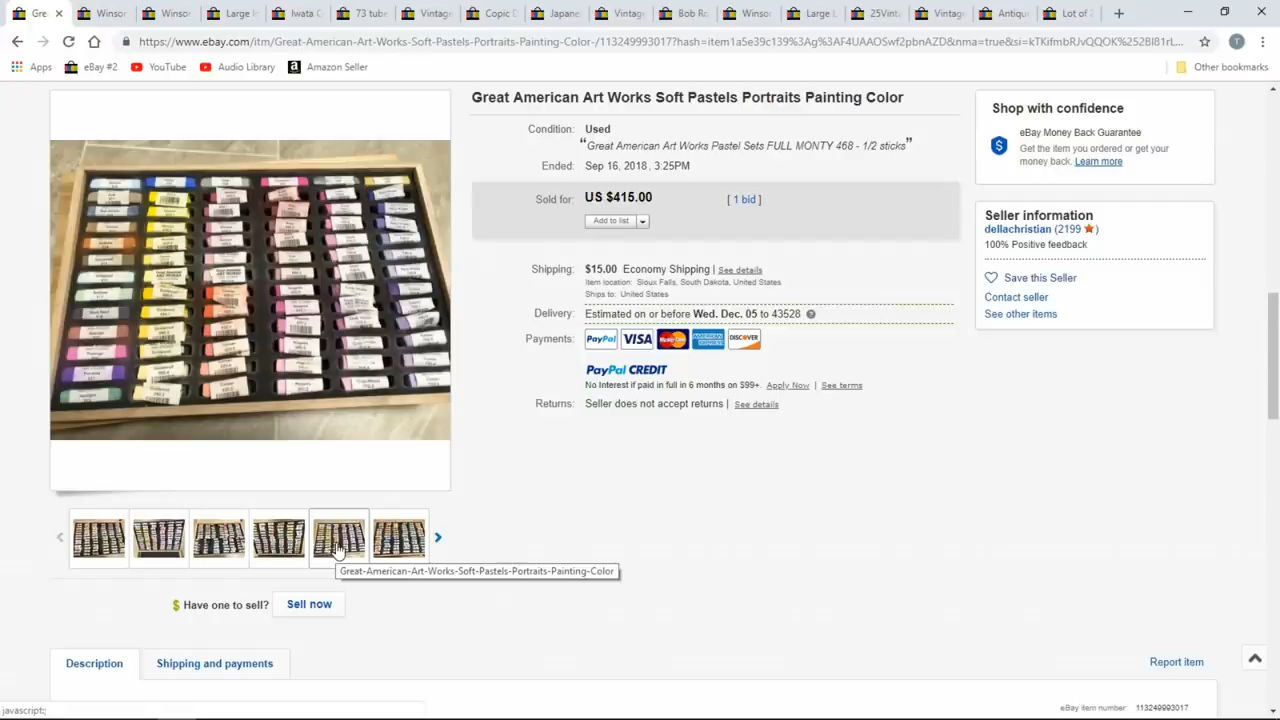 Gre
Winsor
Winsor
Large In
Iwata C
73 tube
Vintage
Copic
Japane
Vintage
Bob Ro
Winsor
Large L
25Vinta
Vintage
Antiqu
Lot of
https://www.ebay.com/itm/Great-American-Art-Works-Soft-Pastels-Portraits-Painting-Color-/113249993017?hash=item1a5e39c139%3Ag%3AF4UAAOSwf2pbnAZD&nma=true&si=kTKifmbRJvQQOK%252BI81rL...
T
Apps
eBay #2
YouTube
Audio Library
Amazon Seller
Other bookmarks
Great American Art Works Soft Pastels Portraits Painting Color
Condition: Used
“Great American Art Works Pastel Sets FULL MONTY 468 - 1/2 sticks”
Ended: Sep 16, 2018 , 3:25PM
Sold for: US $415.00 [ 1 bid ]
Add to list
Shipping: $15.00 Economy Shipping | See details
Item location: Sioux Falls, South Dakota, United States
Ships to: United States
Delivery: Estimated on or before Wed. Dec. 05 to 43528
Payments: PayPal VISA MasterCard AMERICAN EXPRESS DISCOVER
PayPal CREDIT
No Interest if paid in full in 6 months on $99+. Apply Now | See terms
Returns: Seller does not accept returns | See details
Shop with confidence
eBay Money Back Guarantee
Get the item you ordered or get your
money back. Learn more
Seller information
dellachristian (2199 ★)
100% Positive feedback
Save this Seller
Contact seller
See other items
Great-American-Art-Works-Soft-Pastels-Portraits-Painting-Color
$ Have one to sell? Sell now
Description
Shipping and payments
Report item
eBay item number: 113249993017
javascript:;